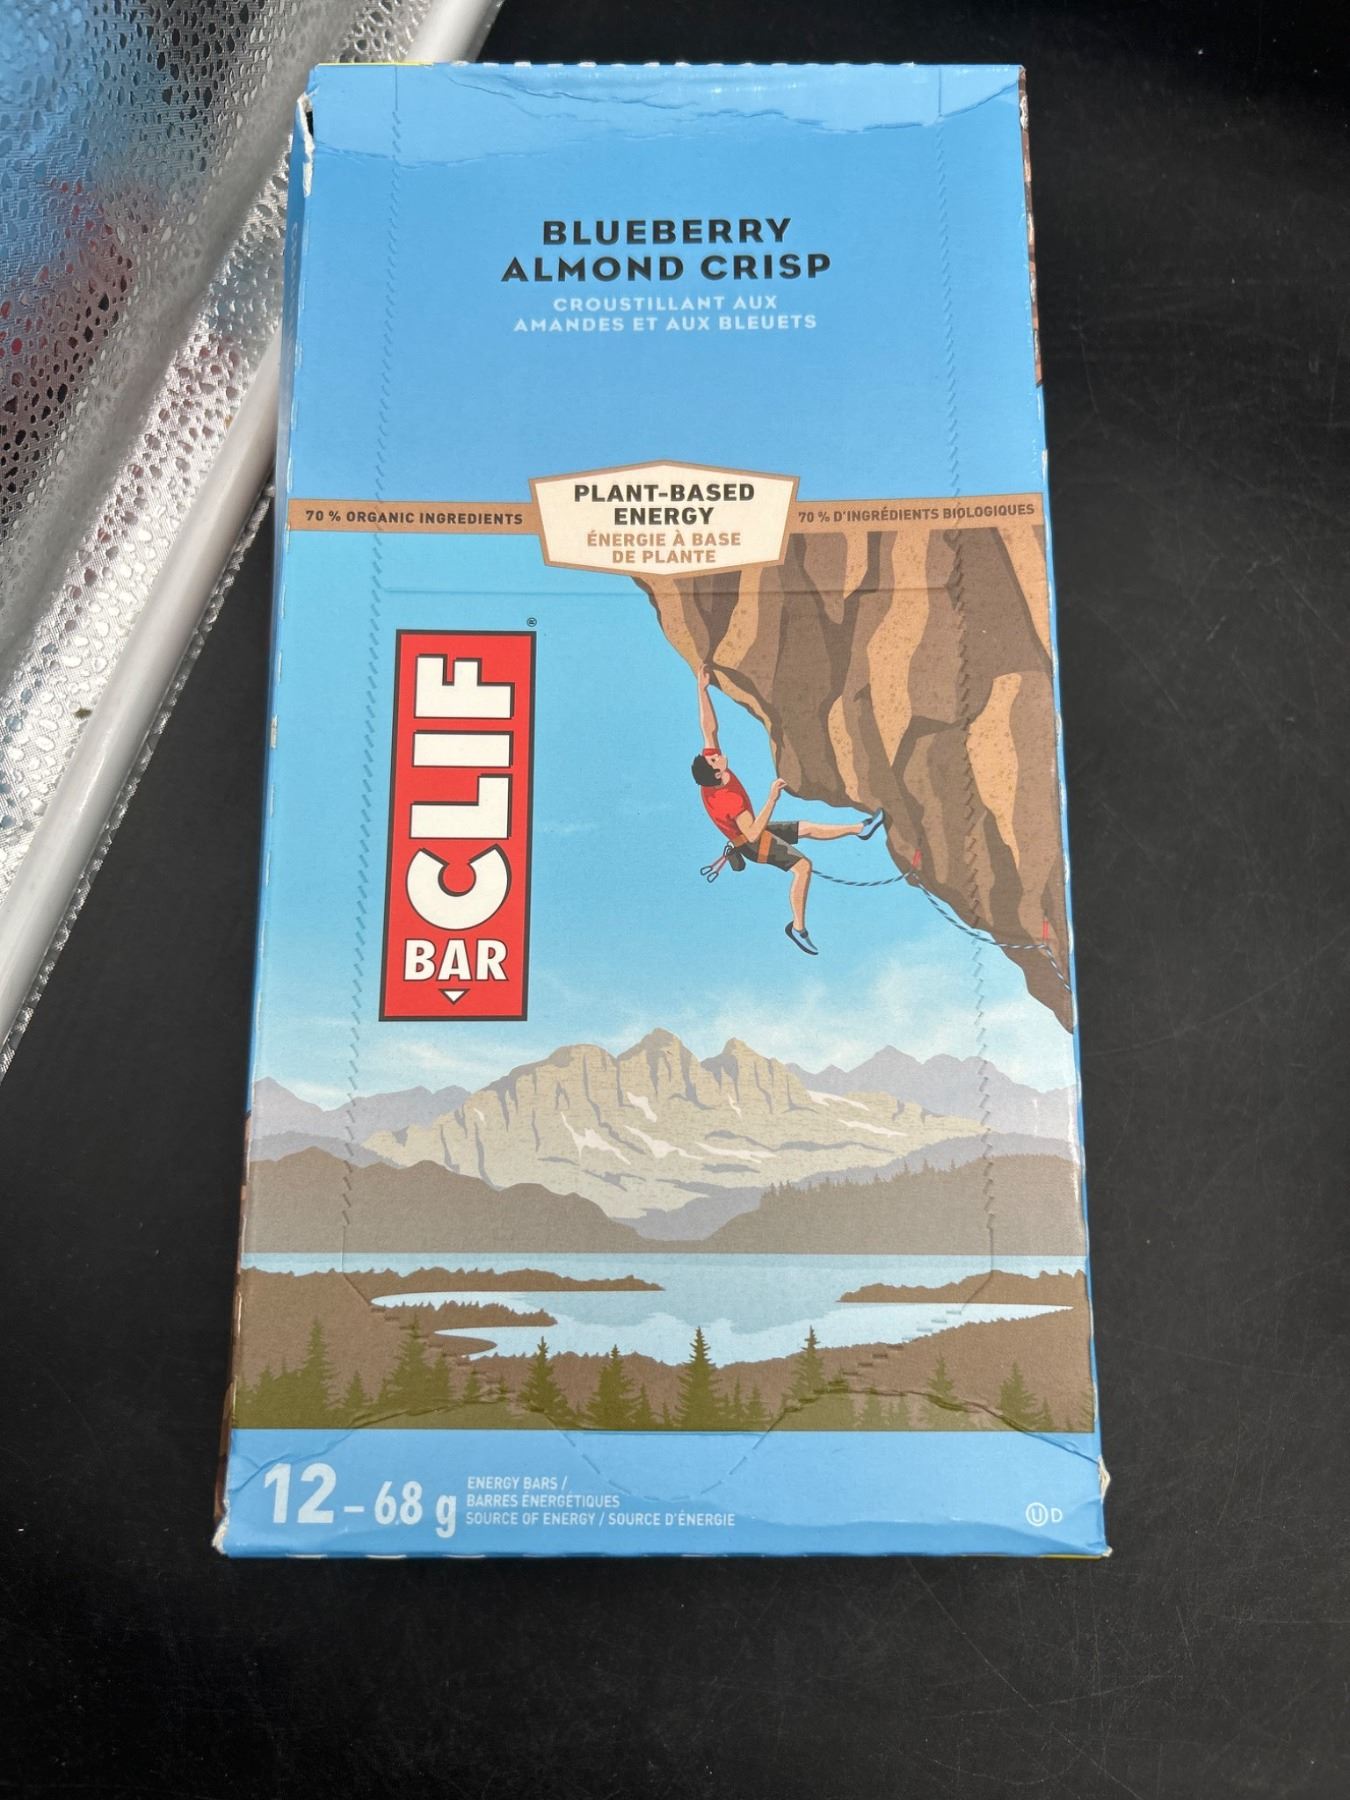 BLUEBERRY
ALMOND CRISP
CROUSTILLANT AUX
AMANDES ET AUX BLEUETS
PLANT-BASED
ENERGY
ÉNERGIE À BASE
DE PLANTE
70 % ORGANIC INGREDIENTS
70 % D'INGRÉDIENTS BIOLOGIQUES
CLIF®
BAR
12 – 68 g
ENERGY BARS /
BARRES ÉNERGÉTIQUES
SOURCE OF ENERGY / SOURCE D'ÉNERGIE
Ⓤ D